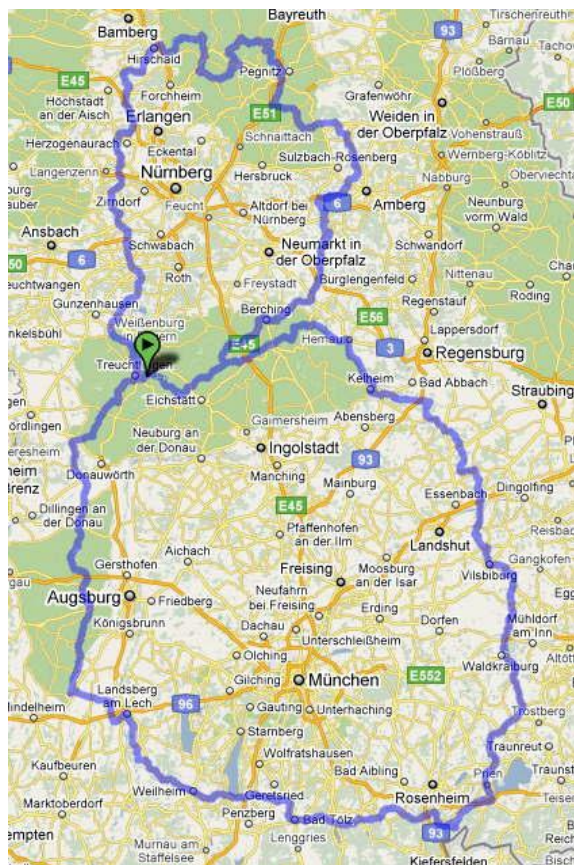 Bayreuth
Bamberg
93
Tirschenreuth
Hirschaid
Bärnau
Pegnitz
E50
E51
Forchheim
Grafenwöhr
Plößberg
Höchstadt
an der Aisch
Weiden in
der Oberpfalz
E50
Erlangen
Schnaittach
Vohenstrauß
Herzogenaurach
Eckental
Sulzbach-Rosenberg
Wernberg-Köblitz
Langenzenn
Hersbruck
Nabburg
Oberviechta
Nürnberg
Amberg
Zirndorf
Feucht
Altdorf bei
Nürnberg
6
Neunburg
vorm Wald
Ansbach
Schwabach
Neumarkt in
der Oberpfalz
Schwandorf
50
6
Roth
Burglengenfeld
Nittenau
euchtwangen
Freystadt
Roding
Gunzenhausen
Berching
E56
Regenstauf
nkelsbühl
Weißenburg
E45
Hemau
3
Lappersdorf
Regensburg
Kelheim
Bad Abbach
Eichstätt
Straubing
Abensberg
Neuburg an
der Donau
Gaimersheim
Ingolstadt
93
Donauwörth
Manching
Dingolfing
Mainburg
Essenbach
Dillingen an
der Donau
E45
Pfaffenhofen
an der Ilm
Landshut
Aichach
Moosburg
an der Isar
Gangkofen
Gersthofen
Freising
Vilsbiburg
Augsburg
Friedberg
Neufahrn
bei Freising
Erding
Dorfen
Mühldorf
am Inn
Königsbrunn
Dachau
Unterschleißheim
Olching
Waldkraiburg
Altöt
Gilching
München
E552
Landsberg
am Lech
96
Gauting
Unterhaching
Trostberg
Starnberg
Traunreut
Kaufbeuren
Wolfratshausen
Bad Aibling
Prien
Traunst
Weilheim
Geretsried
Rosenheim
Marktoberdorf
Penzberg
Bad Tölz
93
empten
Murnau am
Staffelsee
Lenggries
Kiefersfelden